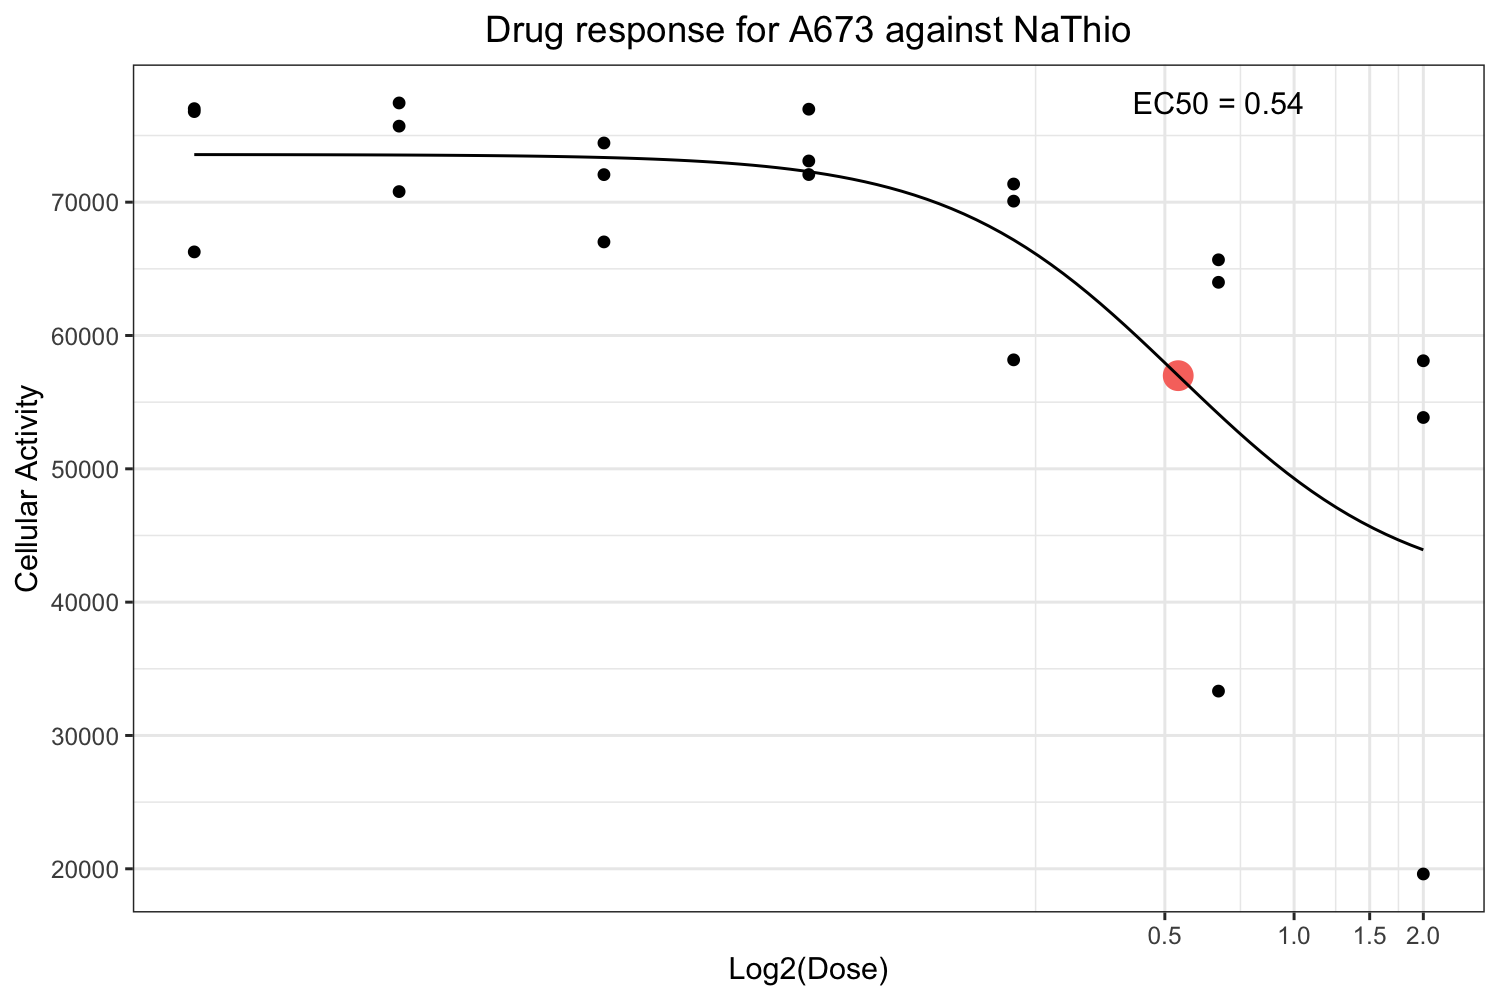 Drug response for A673 against NaThio
EC50 = 0.54
Cellular Activity
70000
60000
50000
40000
30000
20000
0.5 1.0 1.5 2.0
Log2(Dose)